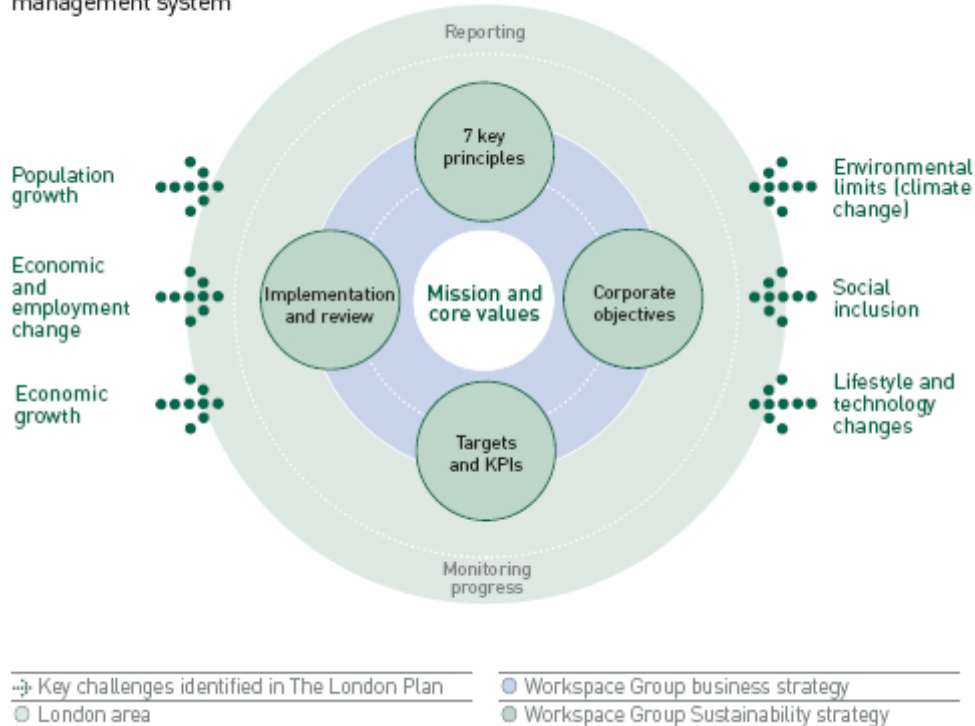 management system
Reporting
7 key
principles
Population
growth
Environmental
limits (climate
change)
Economic
and
employment
change
Implementation
and review
Mission and
core values
Corporate
objectives
Social
inclusion
Economic
growth
Lifestyle and
technology
changes
Targets
and KPIs
Monitoring
progress
Key challenges identified in The London Plan
Workspace Group business strategy
London area
Workspace Group Sustainability strategy